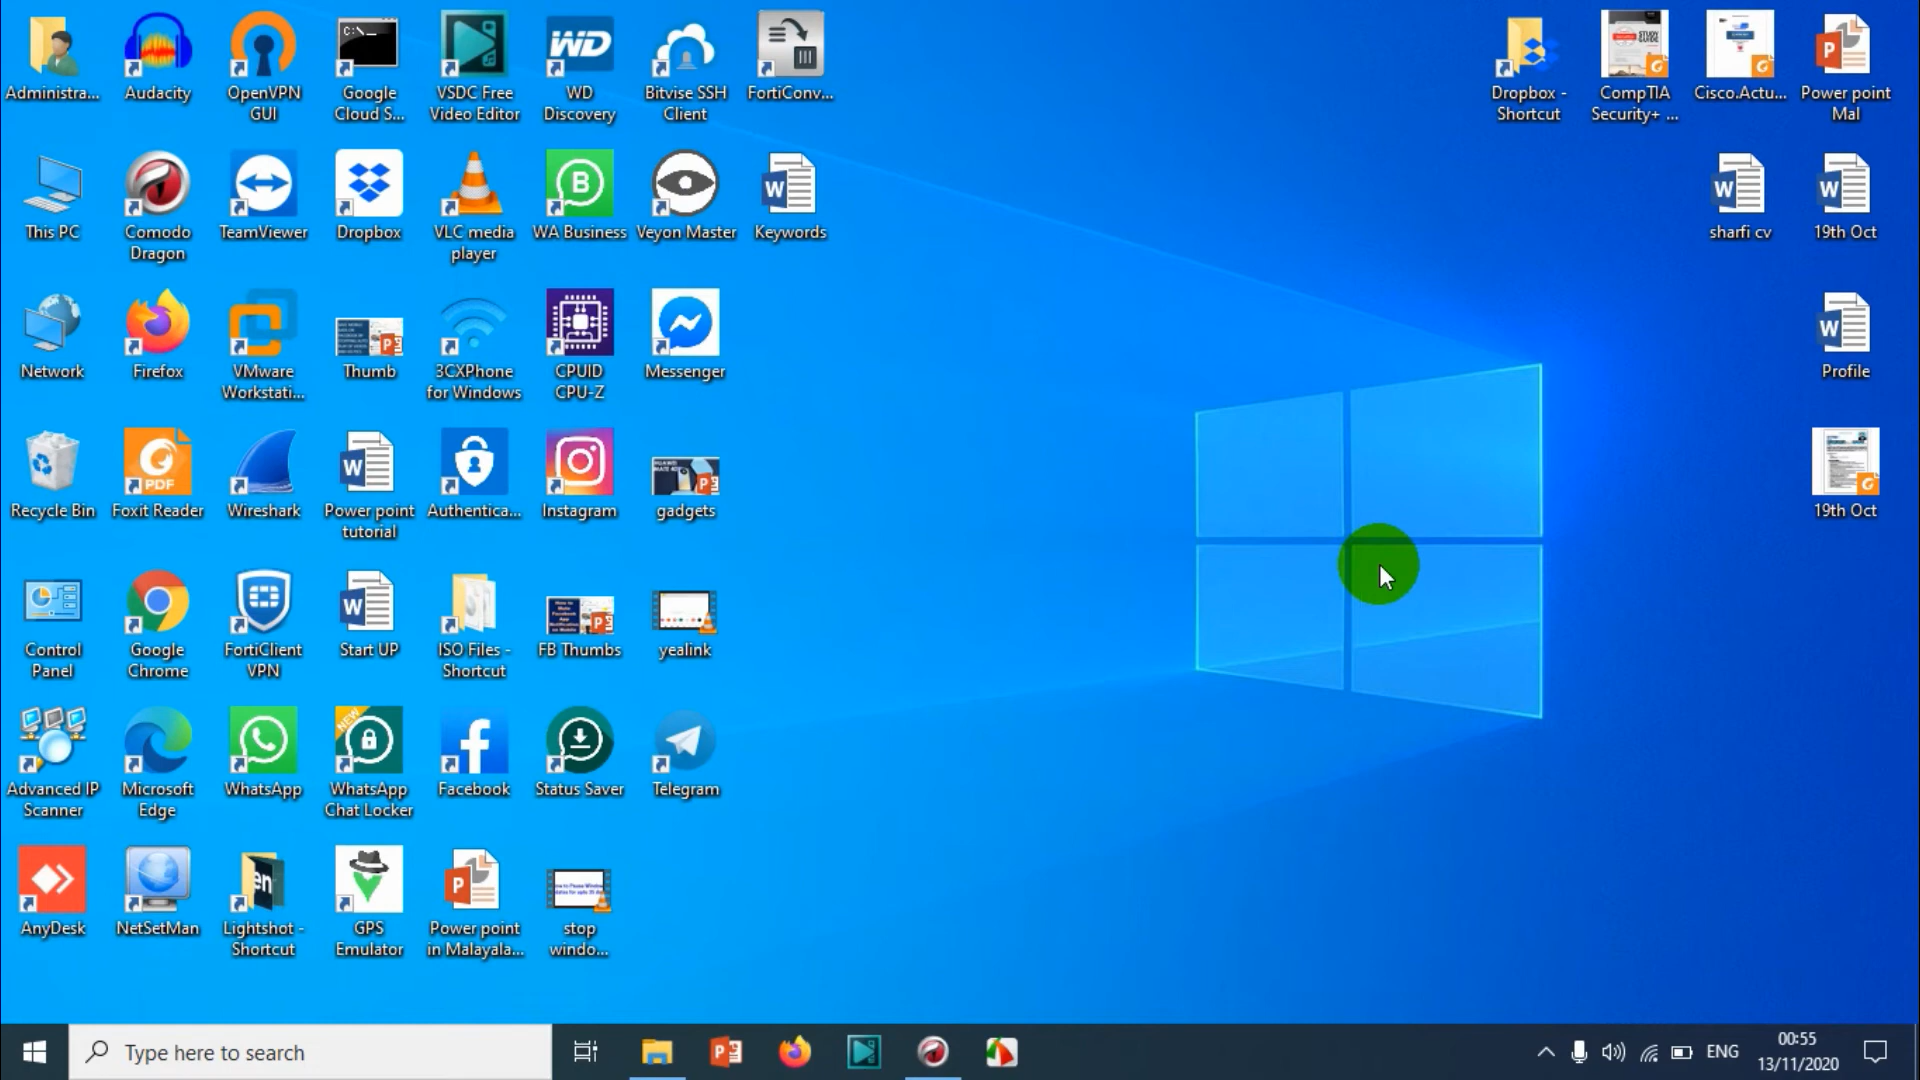 Administra...
Audacity
OpenVPN
GUI
Google
Cloud S...
VSDC Free
Video Editor
WD
Discovery
Bitvise SSH
Client
FortiConv...
Dropbox -
Shortcut
CompTIA
Security+ ...
Cisco.Actu...
Power point
Mal
This PC
Comodo
Dragon
TeamViewer
Dropbox
VLC media
player
WA Business
Veyon Master
Keywords
sharfi cv
19th Oct
Network
Firefox
VMware
Workstati...
Thumb
3CXPhone
for Windows
CPUID
CPU-Z
Messenger
Profile
Recycle Bin
Foxit Reader
Wireshark
Power point
tutorial
Authentica...
Instagram
gadgets
19th Oct
Control
Panel
Google
Chrome
FortiClient
VPN
Start UP
ISO Files -
Shortcut
FB Thumbs
yealink
Advanced IP
Scanner
Microsoft
Edge
WhatsApp
WhatsApp
Chat Locker
Facebook
Status Saver
Telegram
AnyDesk
NetSetMan
Lightshot -
Shortcut
GPS
Emulator
Power point
in Malayala...
stop
windo...
Type here to search
ENG
00:55
13/11/2020